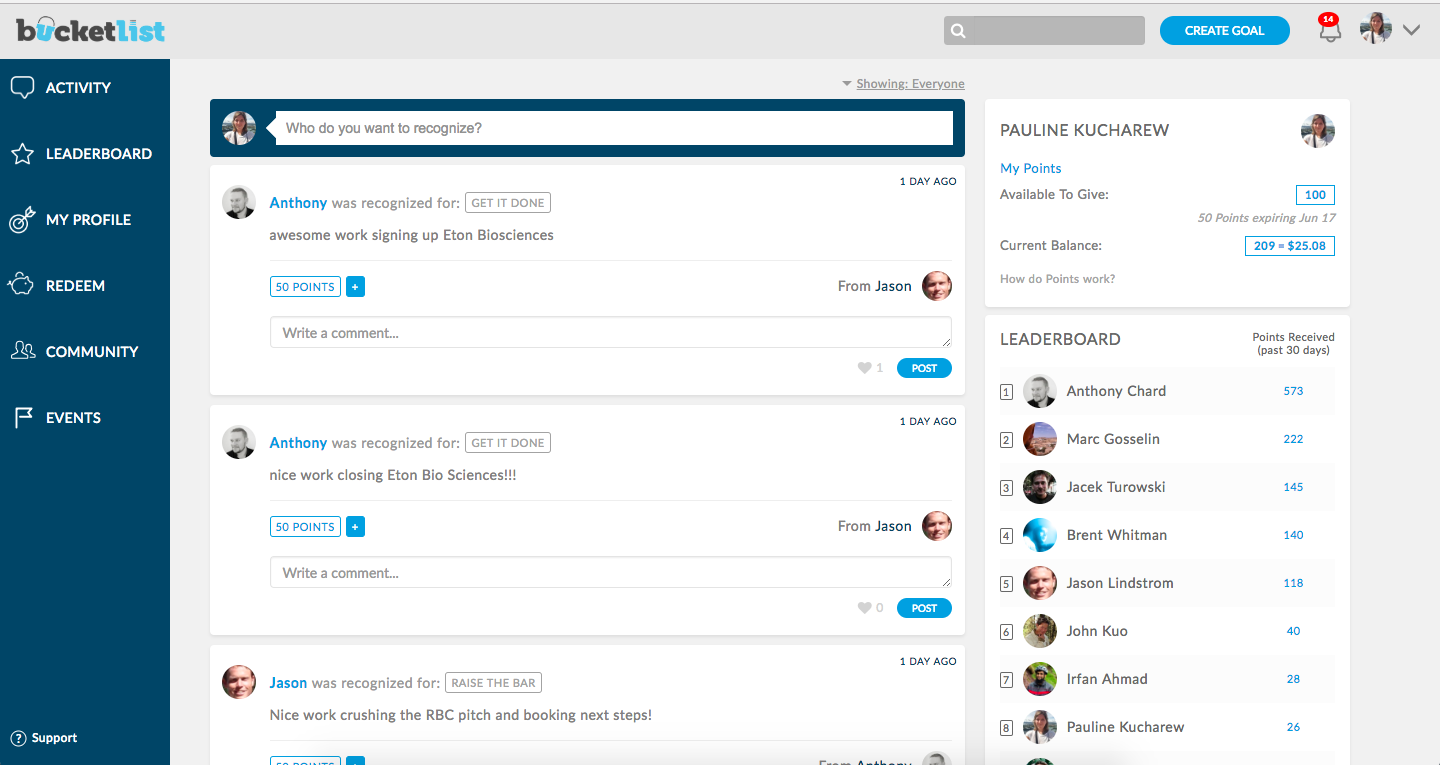 bucketlist
CREATE GOAL
14
ACTIVITY
LEADERBOARD
MY PROFILE
REDEEM
COMMUNITY
EVENTS
Support
Showing: Everyone
Who do you want to recognize?
1 DAY AGO
Anthony was recognized for: GET IT DONE
awesome work signing up Eton Biosciences
50 POINTS +
From Jason
Write a comment...
1
POST
1 DAY AGO
Anthony was recognized for: GET IT DONE
nice work closing Eton Bio Sciences!!!
50 POINTS +
From Jason
Write a comment...
0
POST
1 DAY AGO
Jason was recognized for: RAISE THE BAR
Nice work crushing the RBC pitch and booking next steps!
50 POINTS
From Anthony
PAULINE KUCHAREW
My Points
Available To Give: 100
50 Points expiring Jun 17
Current Balance: 209 = $25.08
How do Points work?
LEADERBOARD
Points Received
(past 30 days)
1 Anthony Chard 573
2 Marc Gosselin 222
3 Jacek Turowski 145
4 Brent Whitman 140
5 Jason Lindstrom 118
6 John Kuo 40
7 Irfan Ahmad 28
8 Pauline Kucharew 26